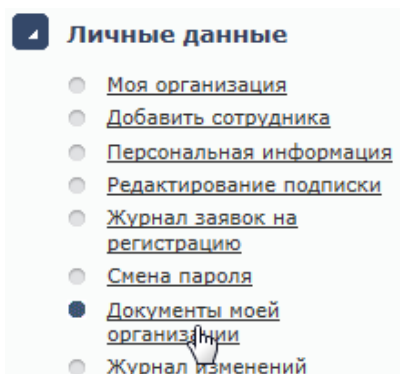 Личные данные
Моя организация
Добавить сотрудника
Персональная информация
Редактирование подписки
Журнал заявок на
регистрацию
Смена пароля
Документы моей
организации
Журнал изменений